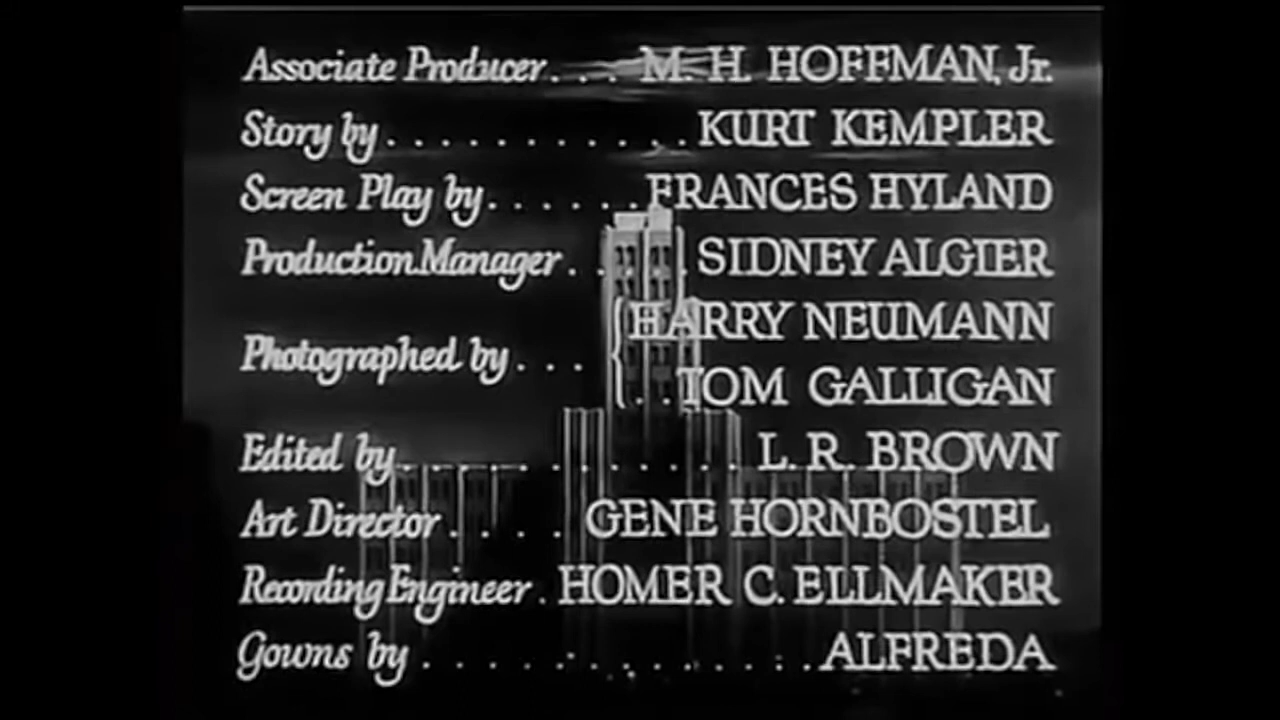 Associate Producer. . . M. H. HOFFMAN, Jr.
Story by . . . . . . . . . . . KURT KEMPLER
Screen Play by . . . . . . FRANCES HYLAND
Production Manager . . . . SIDNEY ALGIER
Photographed by . . . { HARRY NEUMANN
. . TOM GALLIGAN
Edited by . . . . . . . . . . . . L. R. BROWN
Art Director . . . . GENE HORNBOSTEL
Recording Engineer . HOMER C. ELLMAKER
Gowns by . . . . . . . . . . . . . ALFREDA